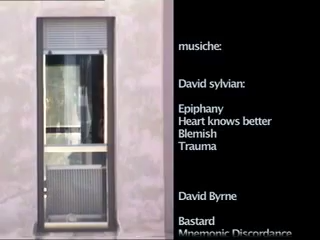 musiche:
David sylvian:
Epiphany
Heart knows better
Blemish
Trauma
David Byrne
Bastard
Mnemonic Discordance